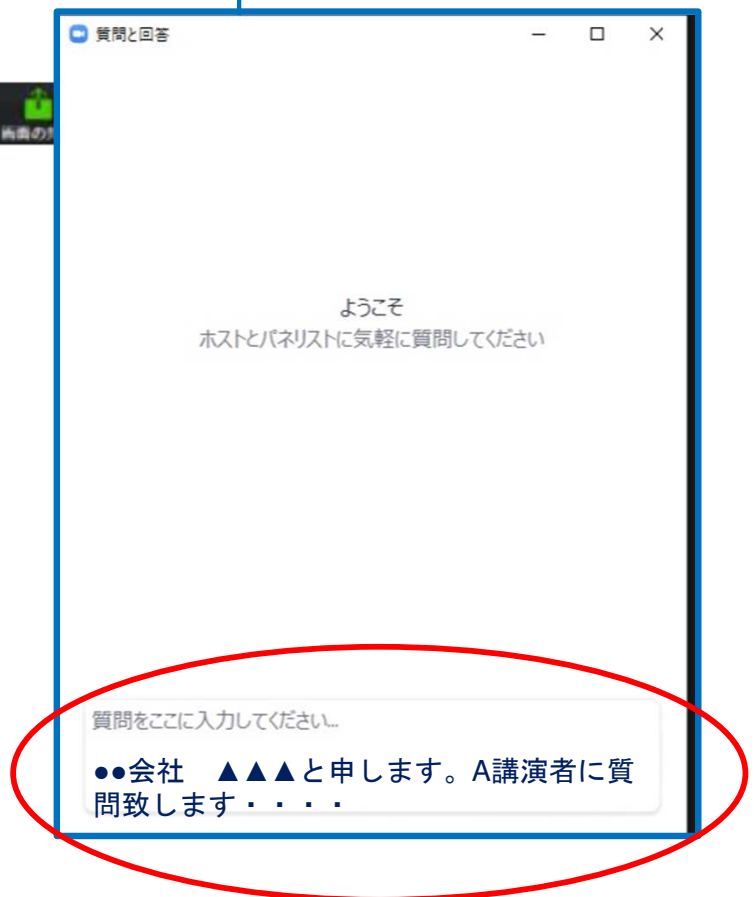 質問と回答
画面の
ようこそ
ホストとパネリストに気軽に質問してください
質問をここに入力してください...
●●会社　▲▲▲と申します。A講演者に質
問致します・・・・